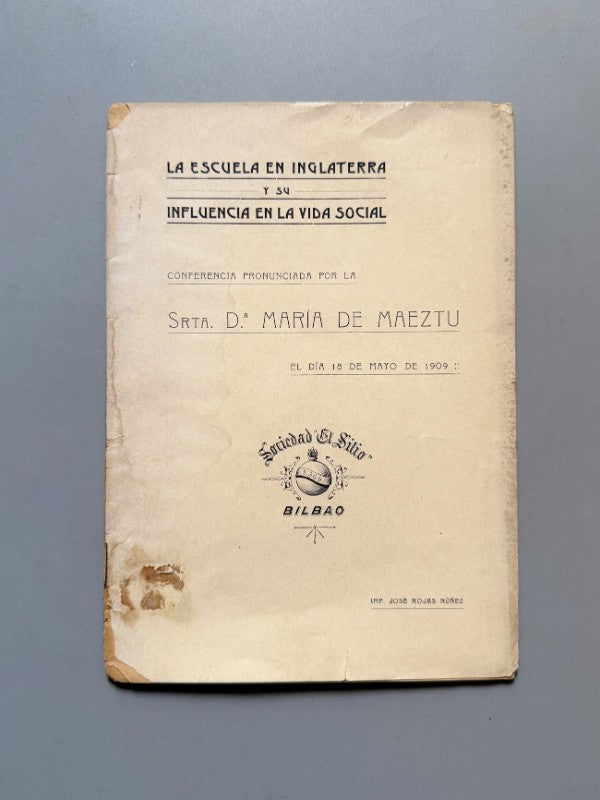 LA ESCUELA EN INGLATERRA
Y SU
INFLUENCIA EN LA VIDA SOCIAL
CONFERENCIA PRONUNCIADA POR LA
SRTA. D.ª MARÍA DE MAEZTU
EL DÍA 18 DE MAYO DE 1909 ::
Sociedad "El Sitio"
BILBAO
IMP. JOSÉ ROJAS NÚÑEZ